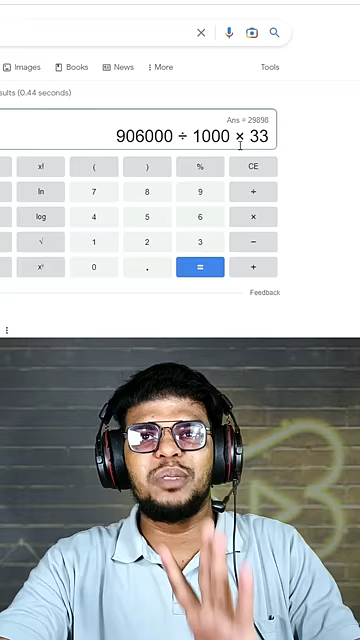 Images
Books
News
More
Tools
sults (0.44 seconds)
Ans = 29898
906000 ÷ 1000 × 33
x!
(
)
%
CE
ln
7
8
9
÷
log
4
5
6
×
√
1
2
3
−
0
.
=
+
Feedback